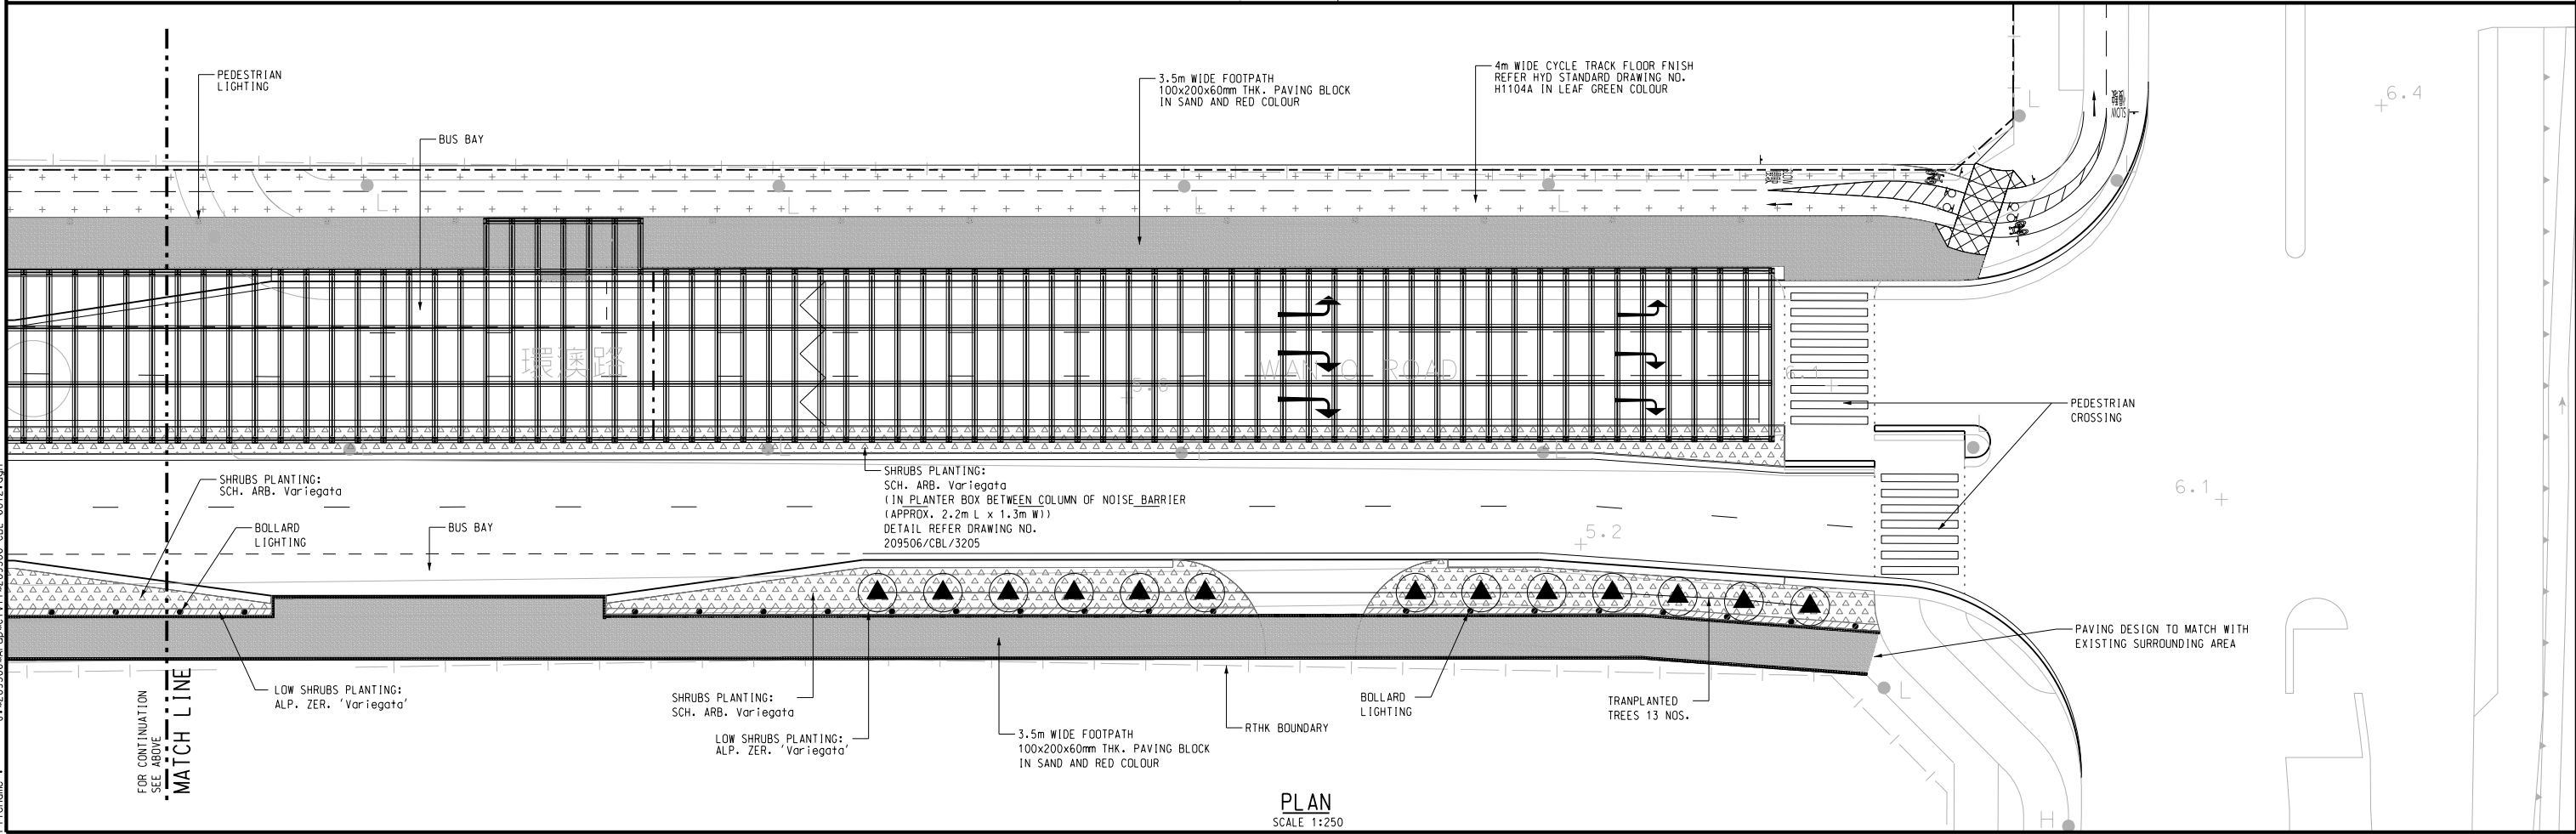 PEDESTRIAN
LIGHTING
BUS BAY
3.5m WIDE FOOTPATH
100x200x60mm THK. PAVING BLOCK
IN SAND AND RED COLOUR
4m WIDE CYCLE TRACK FLOOR FNISH
REFER HYD STANDARD DRAWING NO.
H1104A IN LEAF GREEN COLOUR
SLOW
6.4
L
L
L
L
L
SLOW
環澳路
WAN O ROAD
5.6
6.1
PEDESTRIAN
CROSSING
SHRUBS PLANTING:
SCH. ARB. Variegata
BOLLARD
LIGHTING
BUS BAY
SHRUBS PLANTING:
SCH. ARB. Variegata
(IN PLANTER BOX BETWEEN COLUMN OF NOISE BARRIER
(APPROX. 2.2m L x 1.3m W))
DETAIL REFER DRAWING NO.
209506/CBL/3205
5.2
6.1
PAVING DESIGN TO MATCH WITH
EXISTING SURROUNDING AREA
LOW SHRUBS PLANTING:
ALP. ZER. 'Variegata'
FOR CONTINUATION
SEE ABOVE
MATCH LINE
SHRUBS PLANTING:
SCH. ARB. Variegata
LOW SHRUBS PLANTING:
ALP. ZER. 'Variegata'
3.5m WIDE FOOTPATH
100x200x60mm THK. PAVING BLOCK
IN SAND AND RED COLOUR
RTHK BOUNDARY
BOLLARD
LIGHTING
TRANPLANTED
TREES 13 NOS.
L
H
PLAN
SCALE 1:250